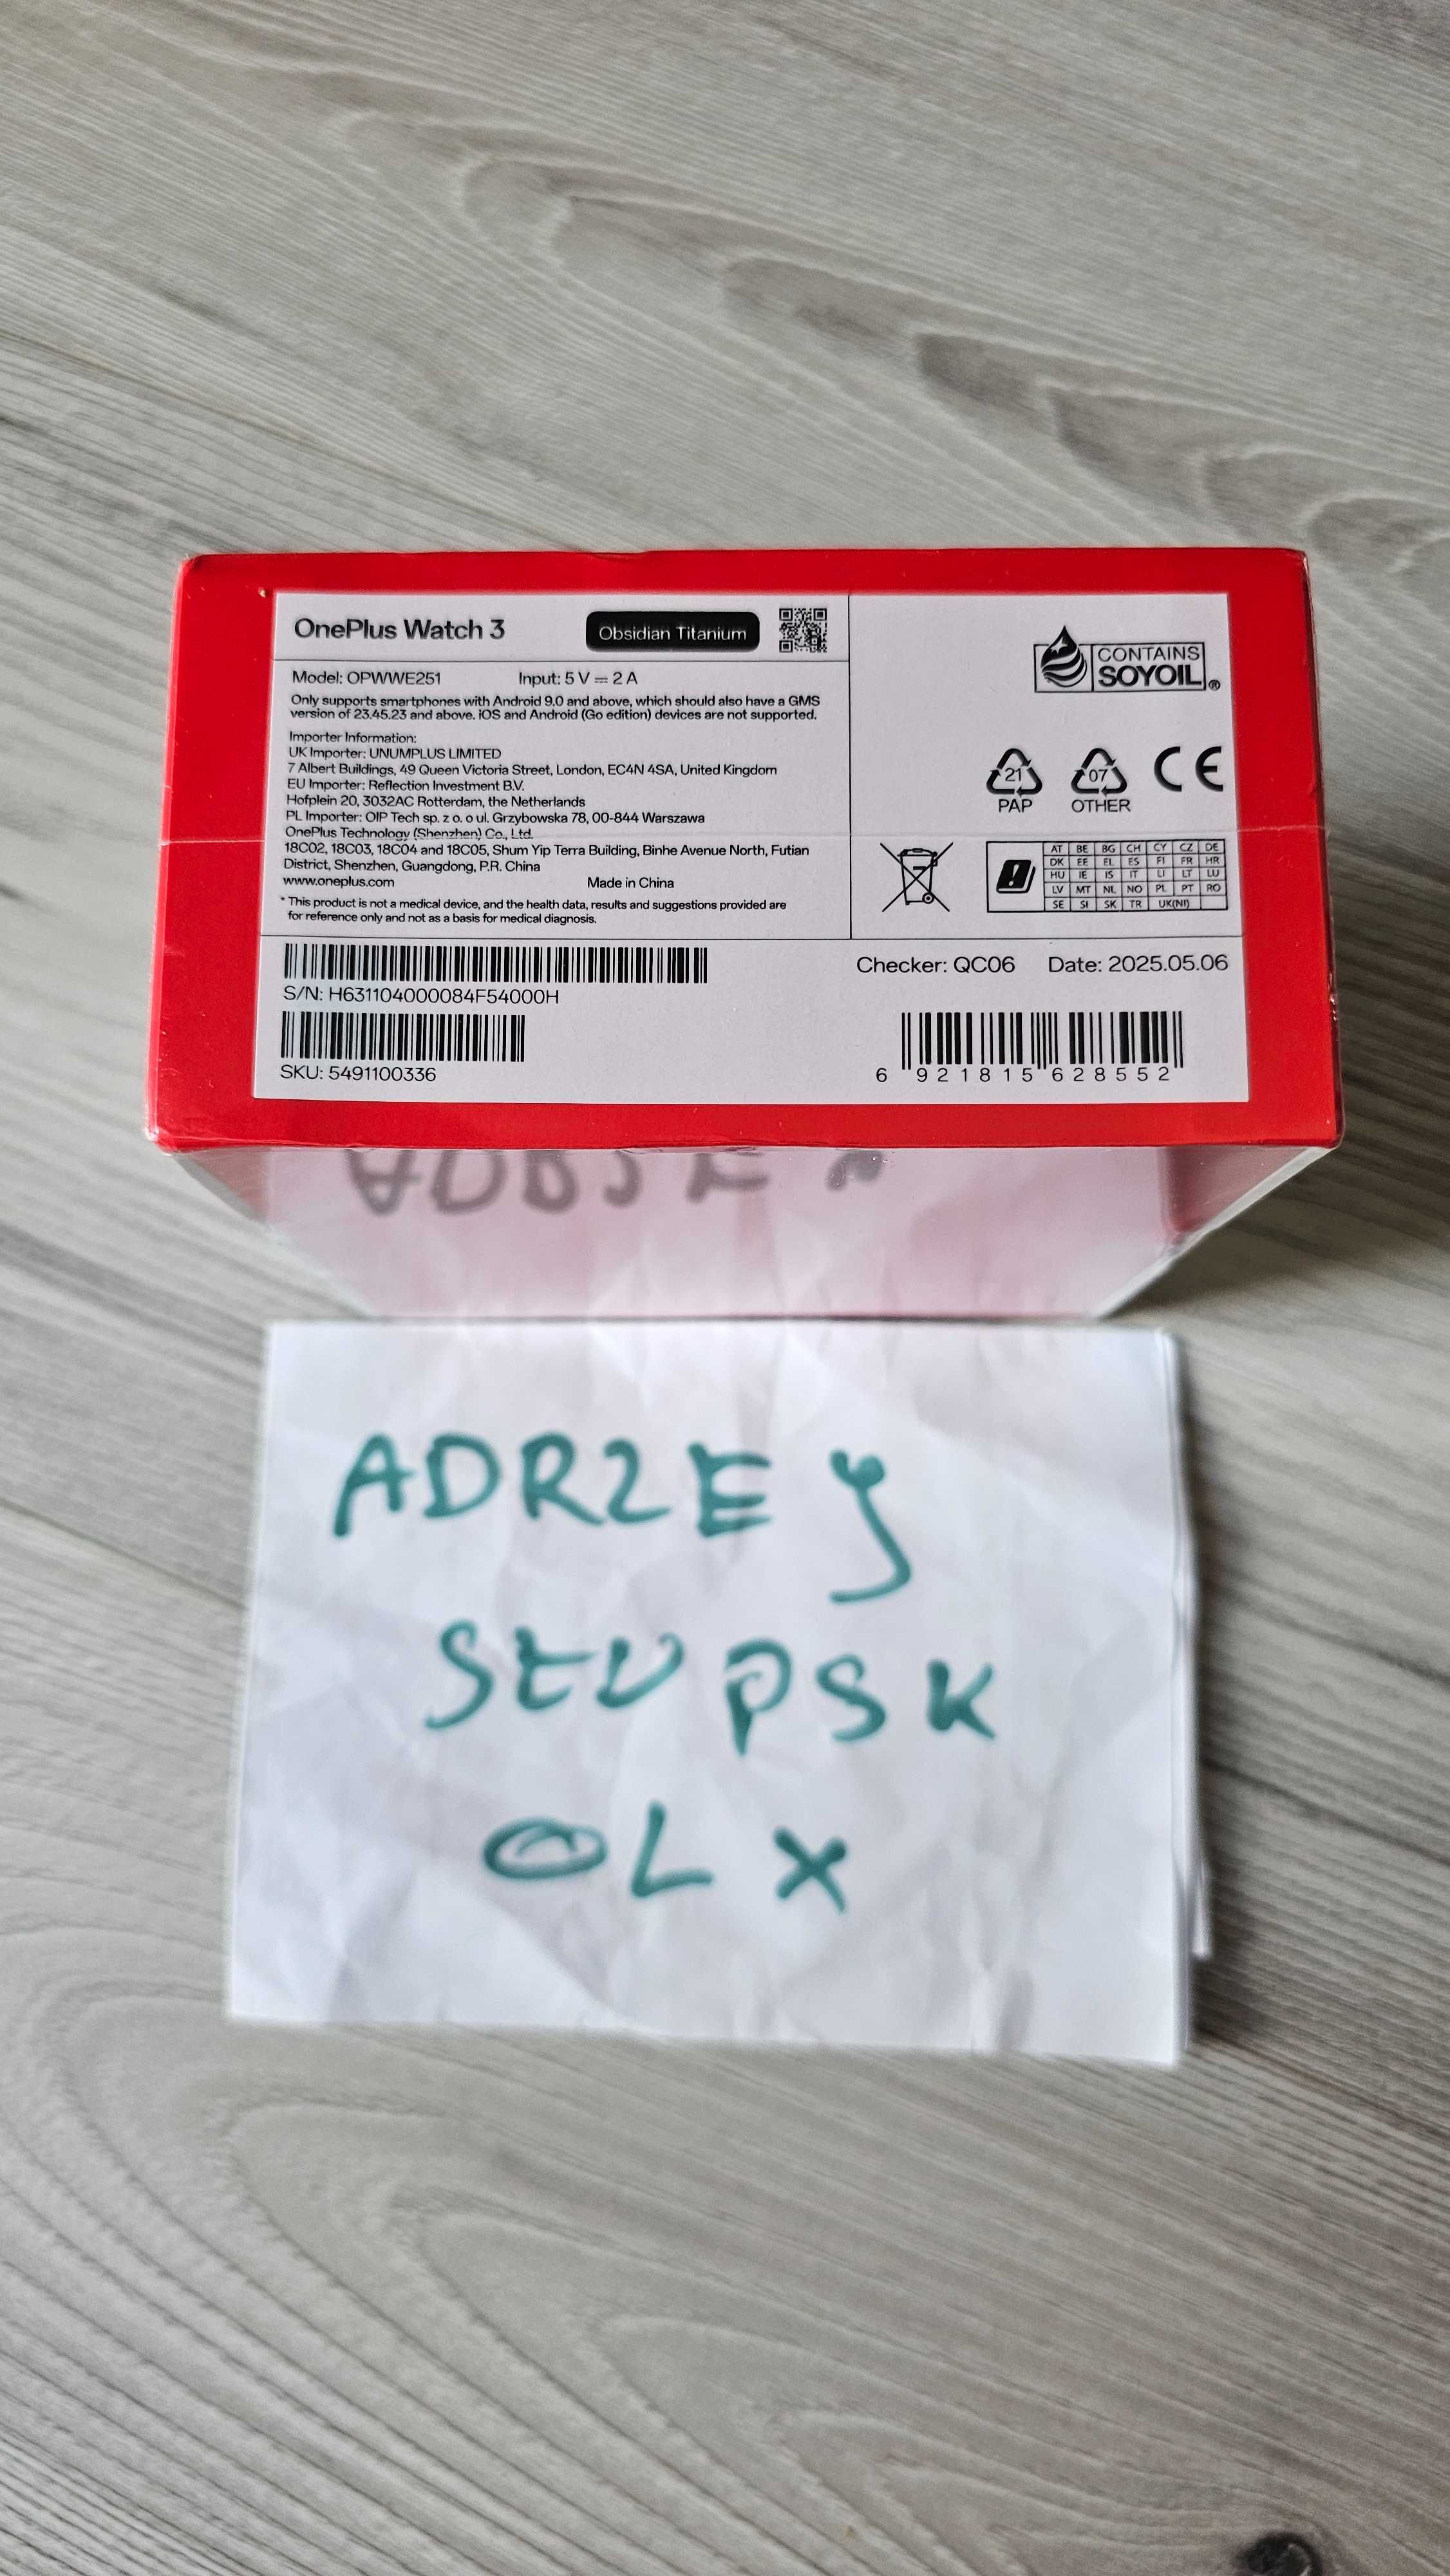 OnePlus Watch 3
Obsidian Titanium
Model: OPWWE251 Input: 5 V ⎓ 2 A
Only supports smartphones with Android 9.0 and above, which should also have a GMS
version of 23.45.23 and above. iOS and Android (Go edition) devices are not supported.
Importer Information:
UK Importer: UNUMPLUS LIMITED
7 Albert Buildings, 49 Queen Victoria Street, London, EC4N 4SA, United Kingdom
EU Importer: Reflection Investment B.V.
Hofplein 20, 3032AC Rotterdam, the Netherlands
PL Importer: OIP Tech sp. z o. o ul. Grzybowska 78, 00-844 Warszawa
OnePlus Technology (Shenzhen) Co., Ltd.
18C02, 18C03, 18C04 and 18C05, Shum Yip Terra Building, Binhe Avenue North, Futian
District, Shenzhen, Guangdong, P.R. China
www.oneplus.com Made in China
* This product is not a medical device, and the health data, results and suggestions provided are
for reference only and not as a basis for medical diagnosis.
CONTAINS
SOYOIL®
21 07 CE
PAP OTHER
AT BE BG CH CY CZ DE
DK EE EL ES FI FR HR
HU IE IS IT LI LT LU
LV MT NL NO PL PT RO
SE SI SK TR UK(NI)
Checker: QC06 Date: 2025.05.06
S/N: H631104000084F54000H
SKU: 5491100336
6 921815 628552
ADRZEJ
SŁUPSK
OLX